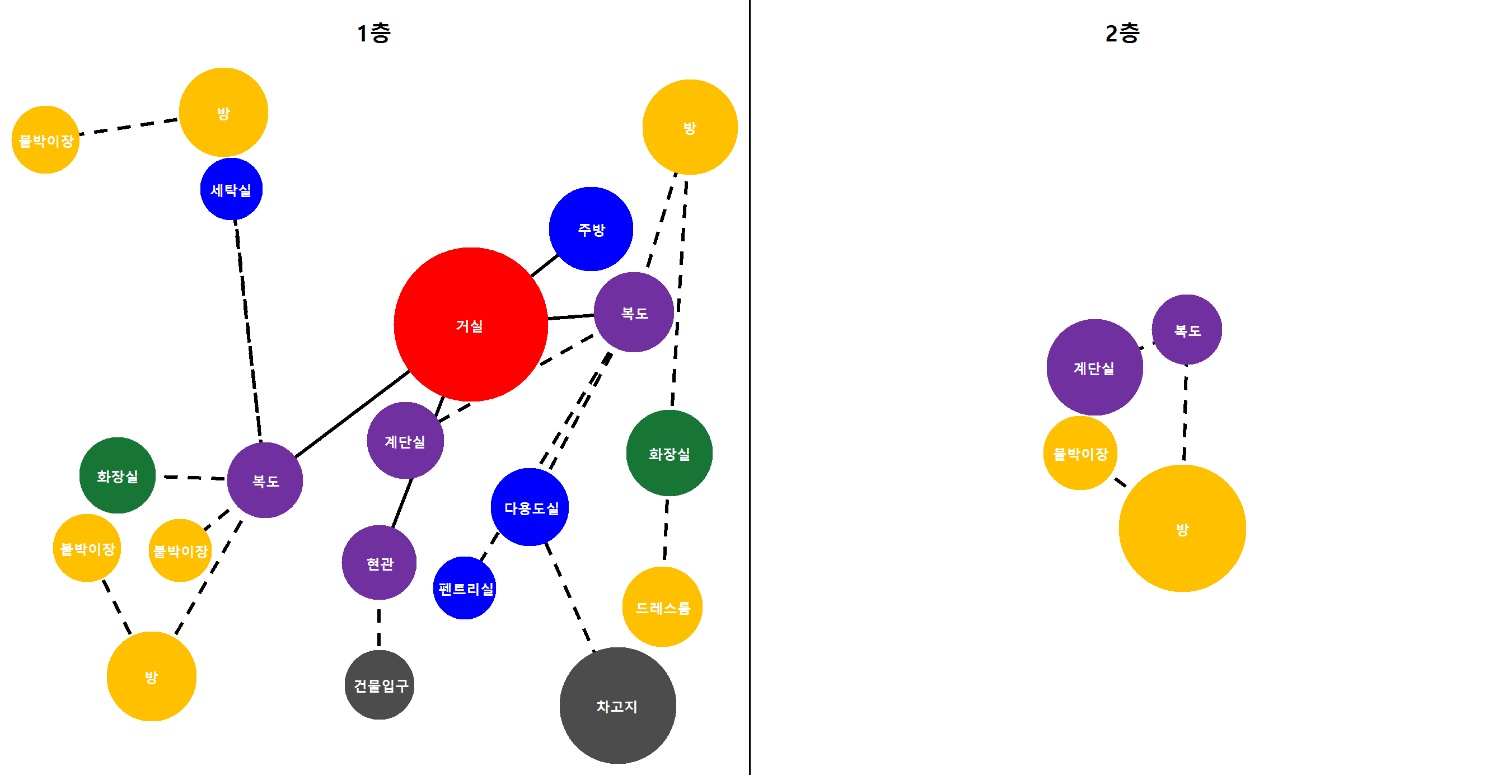 1층
2층
방
붙박이장
방
세탁실
주방
복도
거실
계단실
화장실
복도
화장실
다용도실
붙박이장
붙박이장
현관
펜트리실
드레스룸
방
건물입구
차고지
복도
계단실
붙박이장
방